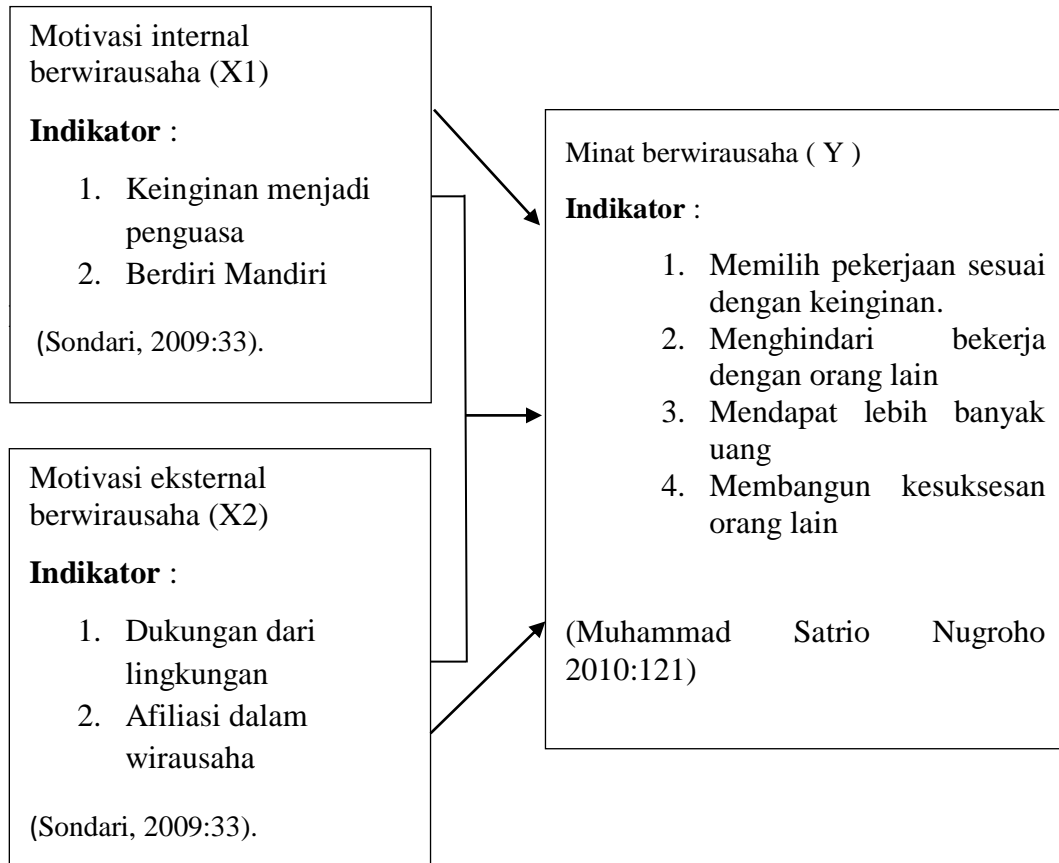 Motivasi internal
berwirausaha (X1)
Indikator :
1. Keinginan menjadi
penguasa
2. Berdiri Mandiri
(Sondari, 2009:33).
Motivasi eksternal
berwirausaha (X2)
Indikator :
1. Dukungan dari
lingkungan
2. Afiliasi dalam
wirausaha
(Sondari, 2009:33).
Minat berwirausaha ( Y )
Indikator :
1. Memilih pekerjaan sesuai
dengan keinginan.
2. Menghindari bekerja
dengan orang lain
3. Mendapat lebih banyak
uang
4. Membangun kesuksesan
orang lain
(Muhammad Satrio Nugroho
2010:121)